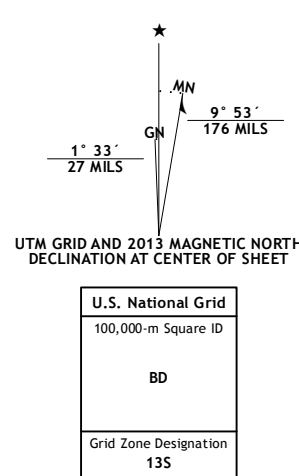 ★
MN
GN
9° 53´
176 MILS
1° 33´
27 MILS
UTM GRID AND 2013 MAGNETIC NORTH
DECLINATION AT CENTER OF SHEET
U.S. National Grid
100,000-m Square ID
BD
Grid Zone Designation
13S